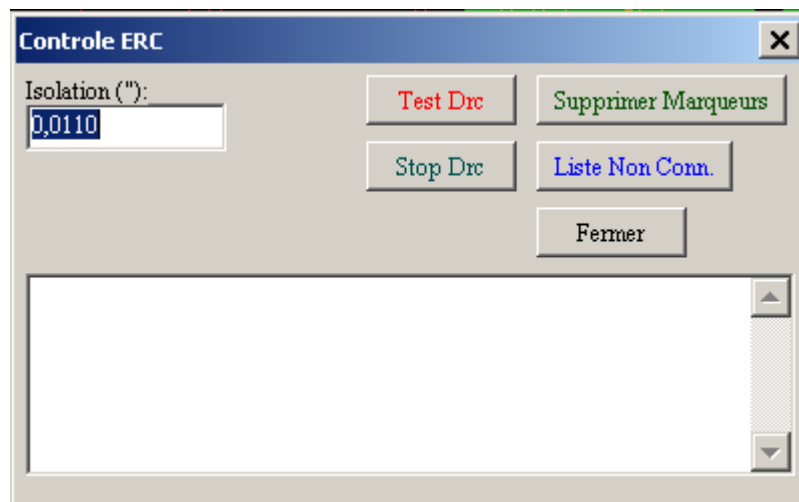 Controle ERC
Isolation ("):
0,0110
Test Drc
Supprimer Marqueurs
Stop Drc
Liste Non Conn.
Fermer